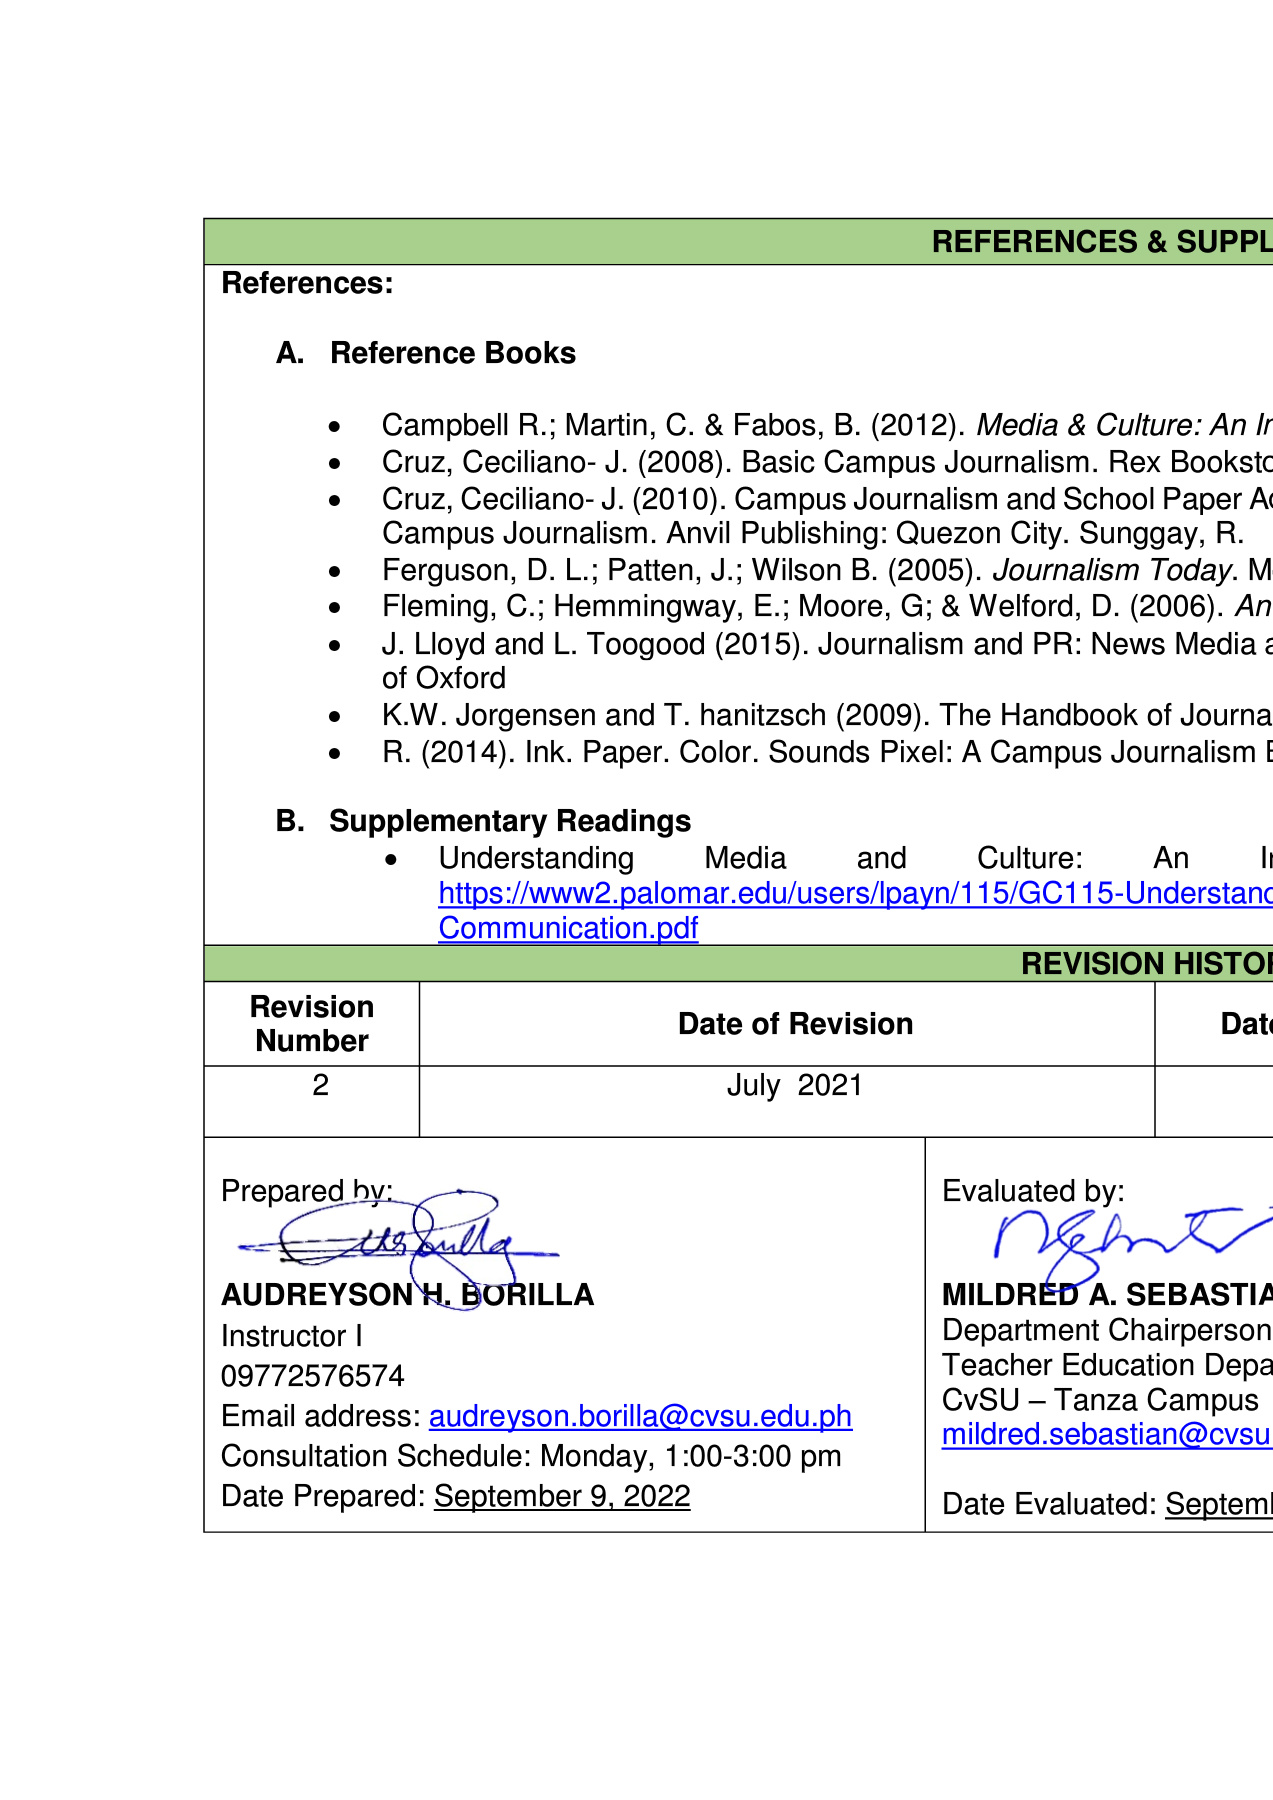 REFERENCES & SUPPL
References:
A. Reference Books
• Campbell R.; Martin, C. & Fabos, B. (2012). Media & Culture: An In
• Cruz, Ceciliano- J. (2008). Basic Campus Journalism. Rex Booksto
• Cruz, Ceciliano- J. (2010). Campus Journalism and School Paper Ad
Campus Journalism. Anvil Publishing: Quezon City. Sunggay, R.
• Ferguson, D. L.; Patten, J.; Wilson B. (2005). Journalism Today. Mc
• Fleming, C.; Hemmingway, E.; Moore, G; & Welford, D. (2006). An
• J. Lloyd and L. Toogood (2015). Journalism and PR: News Media a
of Oxford
• K.W. Jorgensen and T. hanitzsch (2009). The Handbook of Journa
• R. (2014). Ink. Paper. Color. Sounds Pixel: A Campus Journalism E
B. Supplementary Readings
• Understanding Media and Culture: An In
https://www2.palomar.edu/users/lpayn/115/GC115-Understand
Communication.pdf
REVISION HISTOR
Revision
Number
Date of Revision
Date
2
July 2021
Prepared by:
AUDREYSON H. BORILLA
Instructor I
09772576574
Email address: audreyson.borilla@cvsu.edu.ph
Consultation Schedule: Monday, 1:00-3:00 pm
Date Prepared: September 9, 2022
Evaluated by:
MILDRED A. SEBASTIA
Department Chairperson
Teacher Education Depa
CvSU – Tanza Campus
mildred.sebastian@cvsu.
Date Evaluated: Septemb